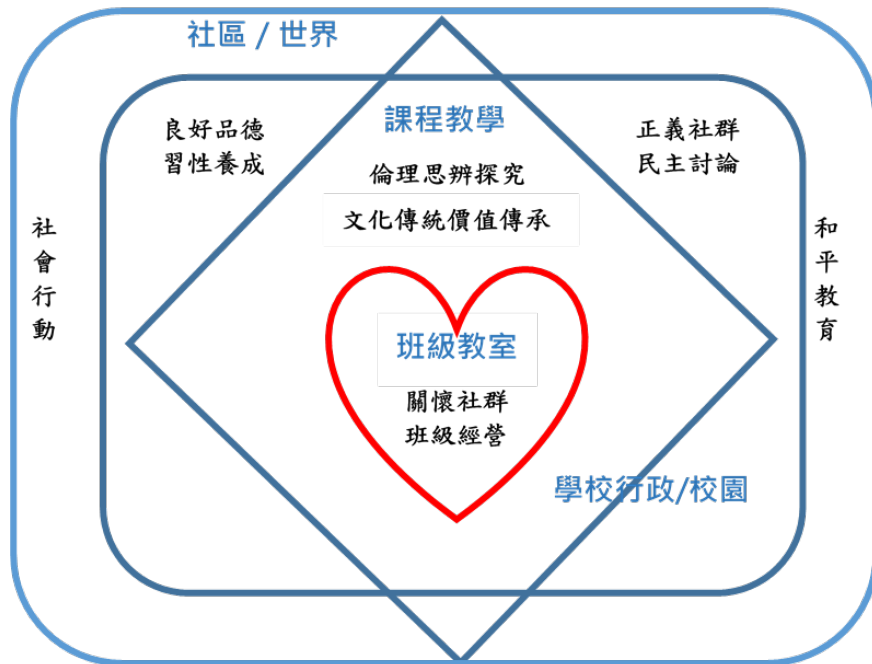 社區 / 世界
課程教學
良好品德
習性養成
正義社群
民主討論
倫理思辨探究
文化傳統價值傳承
社會行動
和平教育
班級教室
關懷社群
班級經營
學校行政/校園